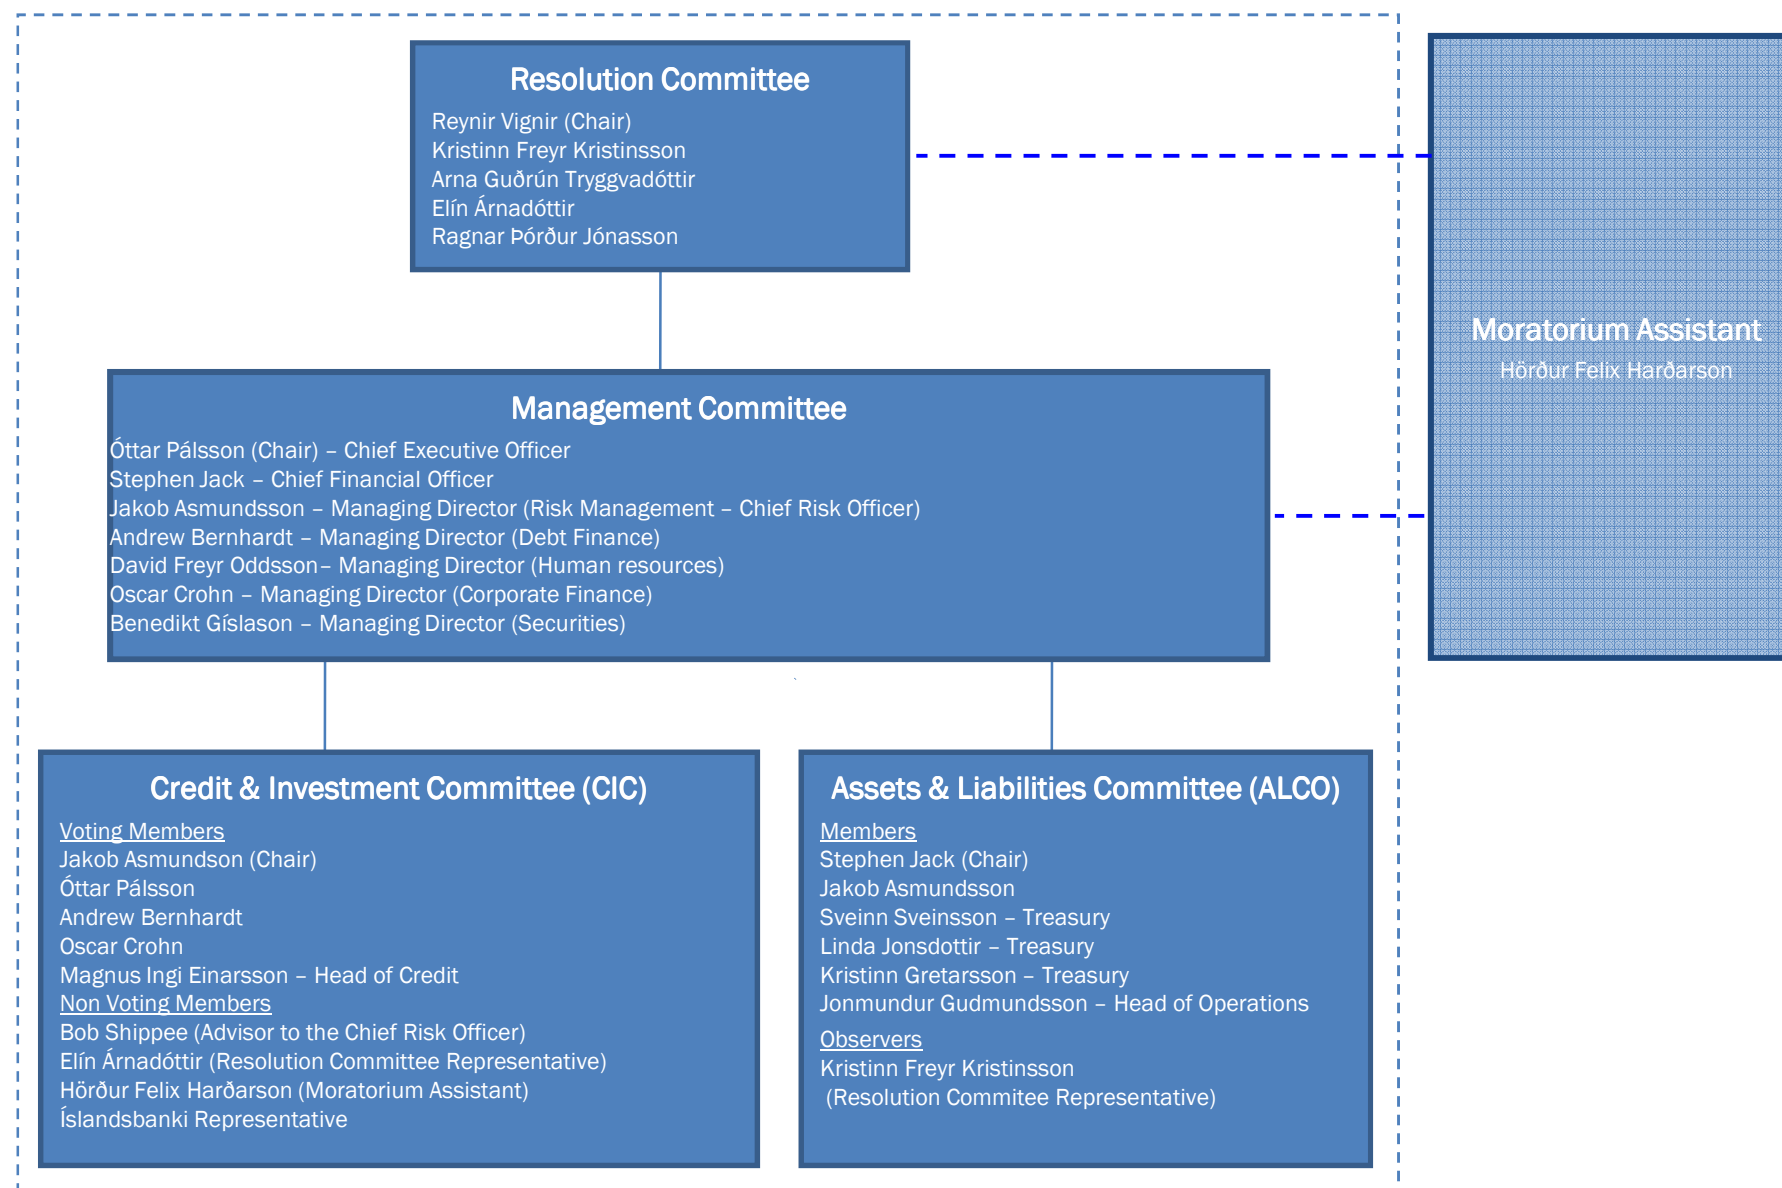 Resolution Committee
Reynir Vignir (Chair)
Kristinn Freyr Kristinsson
Arna Guðrún Tryggvadóttir
Elín Árnadóttir
Ragnar Þórður Jónasson
Moratorium Assistant
Hörður Felix Harðarson
Management Committee
Óttar Pálsson (Chair) – Chief Executive Officer
Stephen Jack – Chief Financial Officer
Jakob Asmundsson – Managing Director (Risk Management – Chief Risk Officer)
Andrew Bernhardt – Managing Director (Debt Finance)
David Freyr Oddsson– Managing Director (Human resources)
Oscar Crohn – Managing Director (Corporate Finance)
Benedikt Gíslason – Managing Director (Securities)
Credit & Investment Committee (CIC)
Voting Members
Jakob Asmundson (Chair)
Óttar Pálsson
Andrew Bernhardt
Oscar Crohn
Magnus Ingi Einarsson – Head of Credit
Non Voting Members
Bob Shippee (Advisor to the Chief Risk Officer)
Elín Árnadóttir (Resolution Committee Representative)
Hörður Felix Harðarson (Moratorium Assistant)
Íslandsbanki Representative
Assets & Liabilities Committee (ALCO)
Members
Stephen Jack (Chair)
Jakob Asmundsson
Sveinn Sveinsson – Treasury
Linda Jonsdottir – Treasury
Kristinn Gretarsson – Treasury
Jonmundur Gudmundsson – Head of Operations
Observers
Kristinn Freyr Kristinsson
(Resolution Commitee Representative)